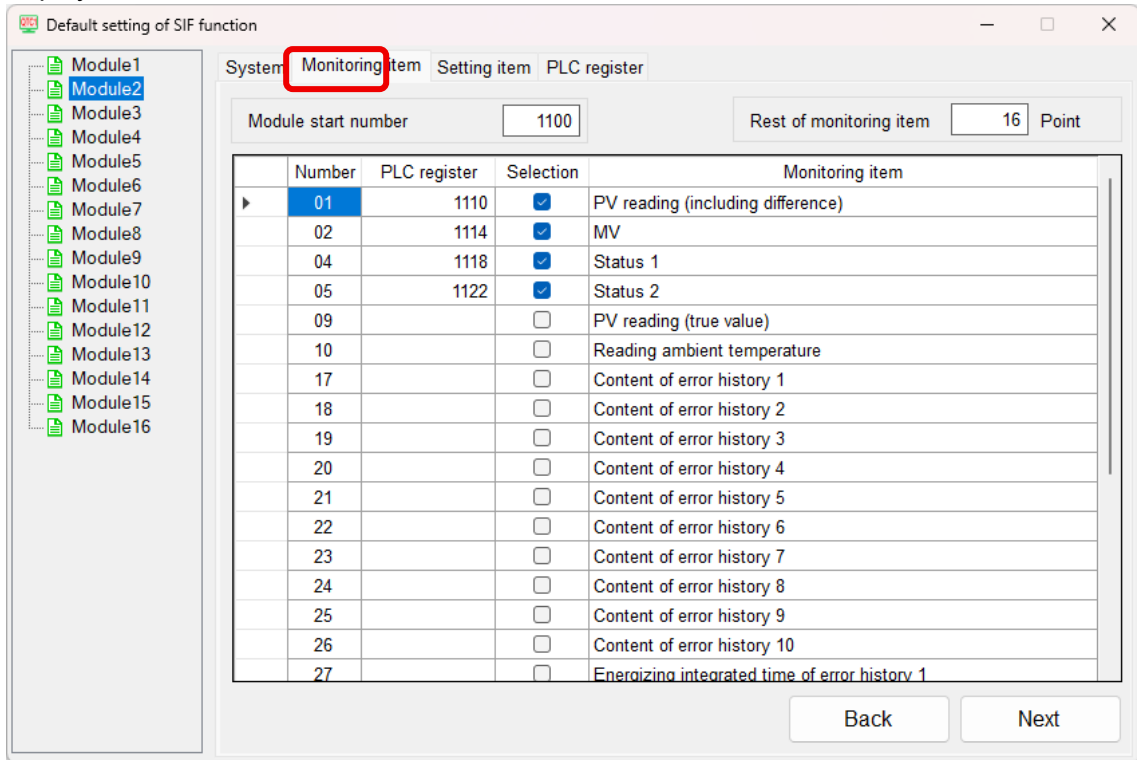 QTC1 Default setting of SIF function
Module1
Module2
Module3
Module4
Module5
Module6
Module7
Module8
Module9
Module10
Module11
Module12
Module13
Module14
Module15
Module16
System Monitoring item Setting item PLC register
Module start number 1100 Rest of monitoring item 16 Point
Number PLC register Selection Monitoring item
01 1110 PV reading (including difference)
02 1114 MV
04 1118 Status 1
05 1122 Status 2
09 PV reading (true value)
10 Reading ambient temperature
17 Content of error history 1
18 Content of error history 2
19 Content of error history 3
20 Content of error history 4
21 Content of error history 5
22 Content of error history 6
23 Content of error history 7
24 Content of error history 8
25 Content of error history 9
26 Content of error history 10
27 Energizing integrated time of error history 1
Back Next